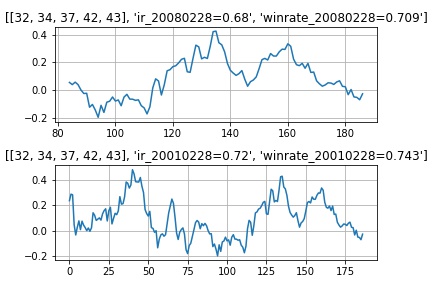 [[32, 34, 37, 42, 43], 'ir_20080228=0.68', 'winrate_20080228=0.709']
0.4
0.2
0.0
−0.2
80 100 120 140 160 180
[[32, 34, 37, 42, 43], 'ir_20010228=0.72', 'winrate_20010228=0.743']
0.4
0.2
0.0
−0.2
0 25 50 75 100 125 150 175